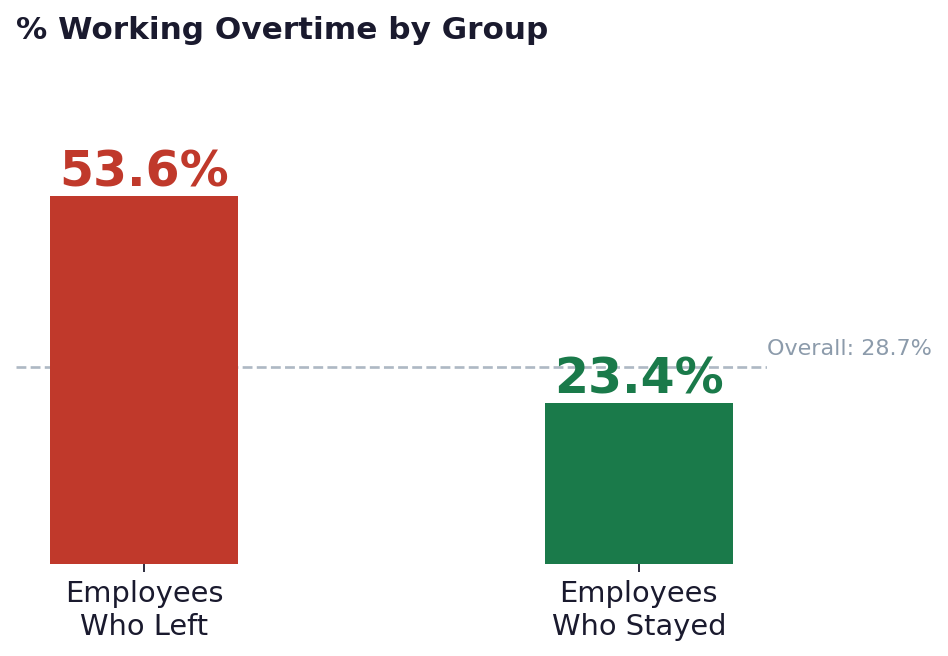 % Working Overtime by Group
53.6%
Overall: 28.7%
23.4%
Employees
Who Left
Employees
Who Stayed